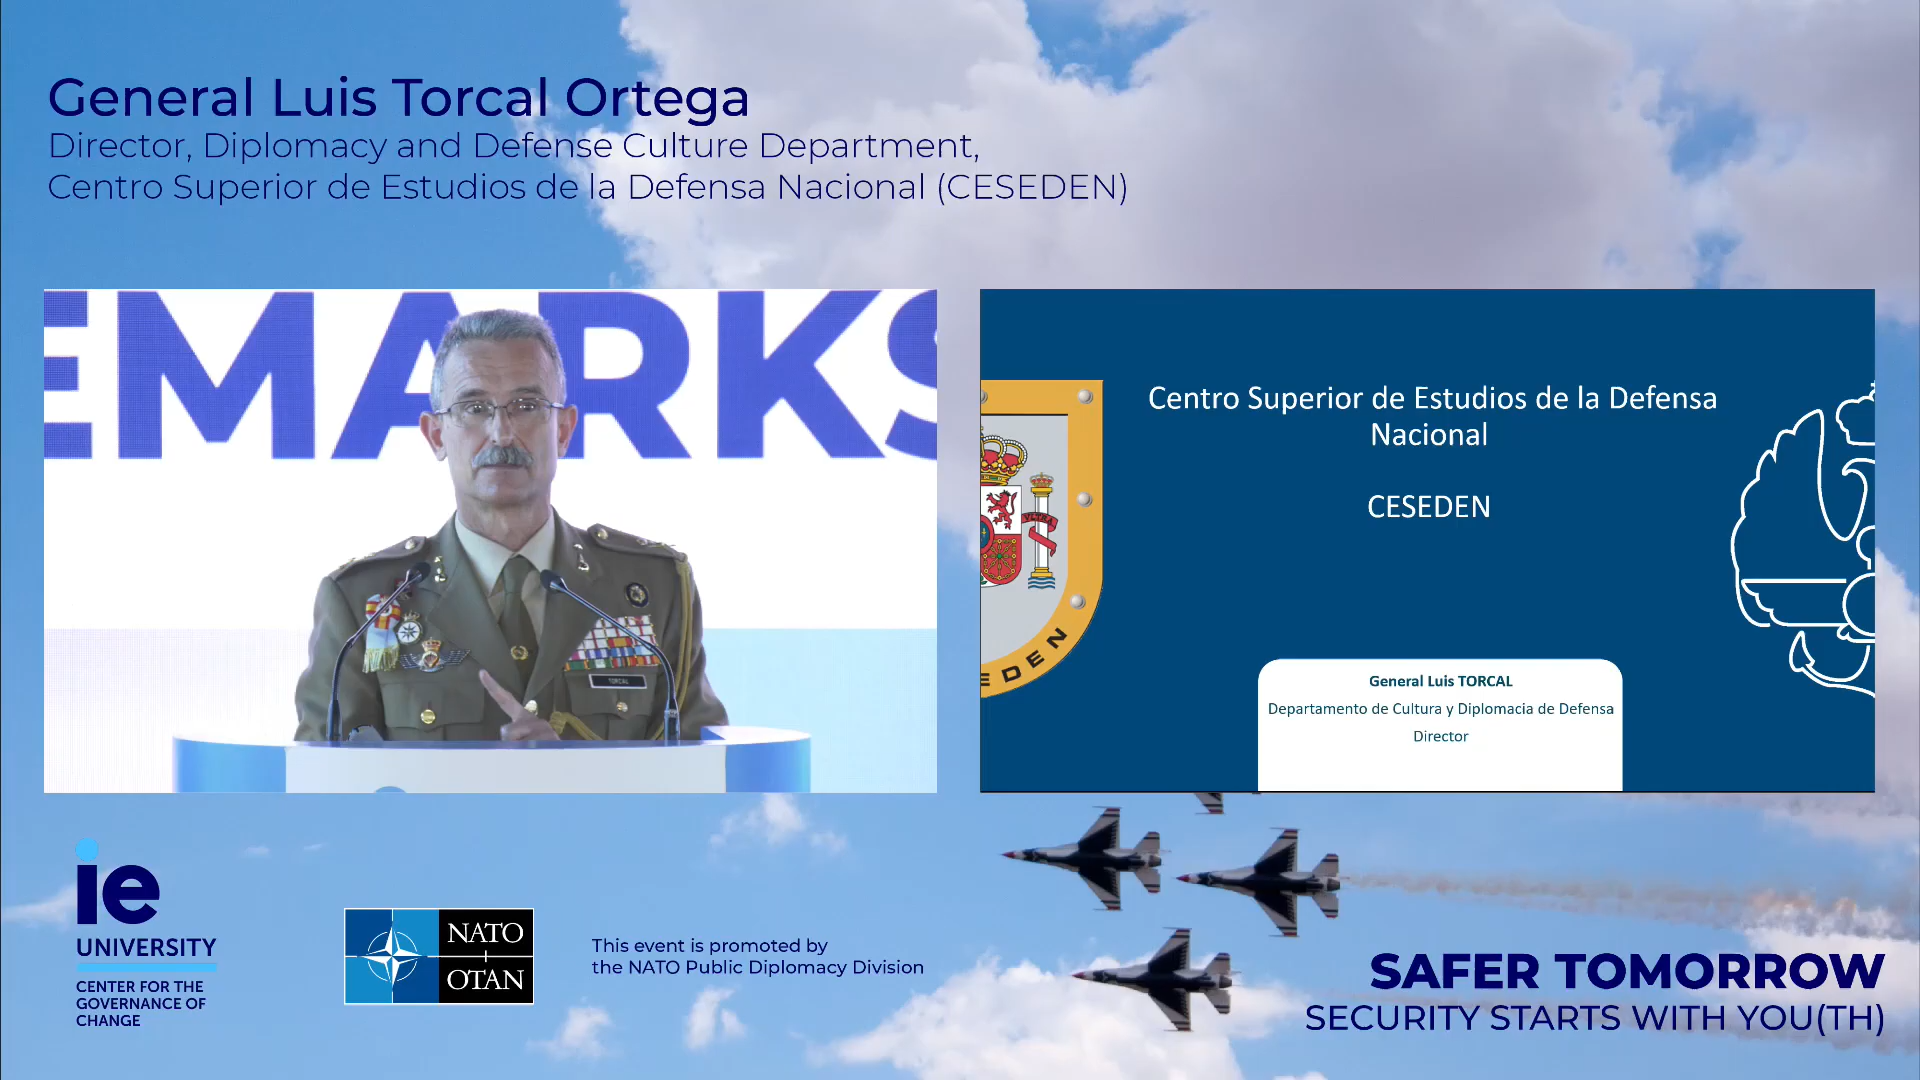 General Luis Torcal Ortega
Director, Diplomacy and Defense Culture Department,
Centro Superior de Estudios de la Defensa Nacional (CESEDEN)
EMARKS
TORCAL
Centro Superior de Estudios de la Defensa
Nacional
CESEDEN
EDEN
General Luis TORCAL
Departamento de Cultura y Diplomacia de Defensa
Director
ie
UNIVERSITY
CENTER FOR THE
GOVERNANCE OF
CHANGE
NATO
OTAN
This event is promoted by
the NATO Public Diplomacy Division
SAFER TOMORROW
SECURITY STARTS WITH YOU(TH)